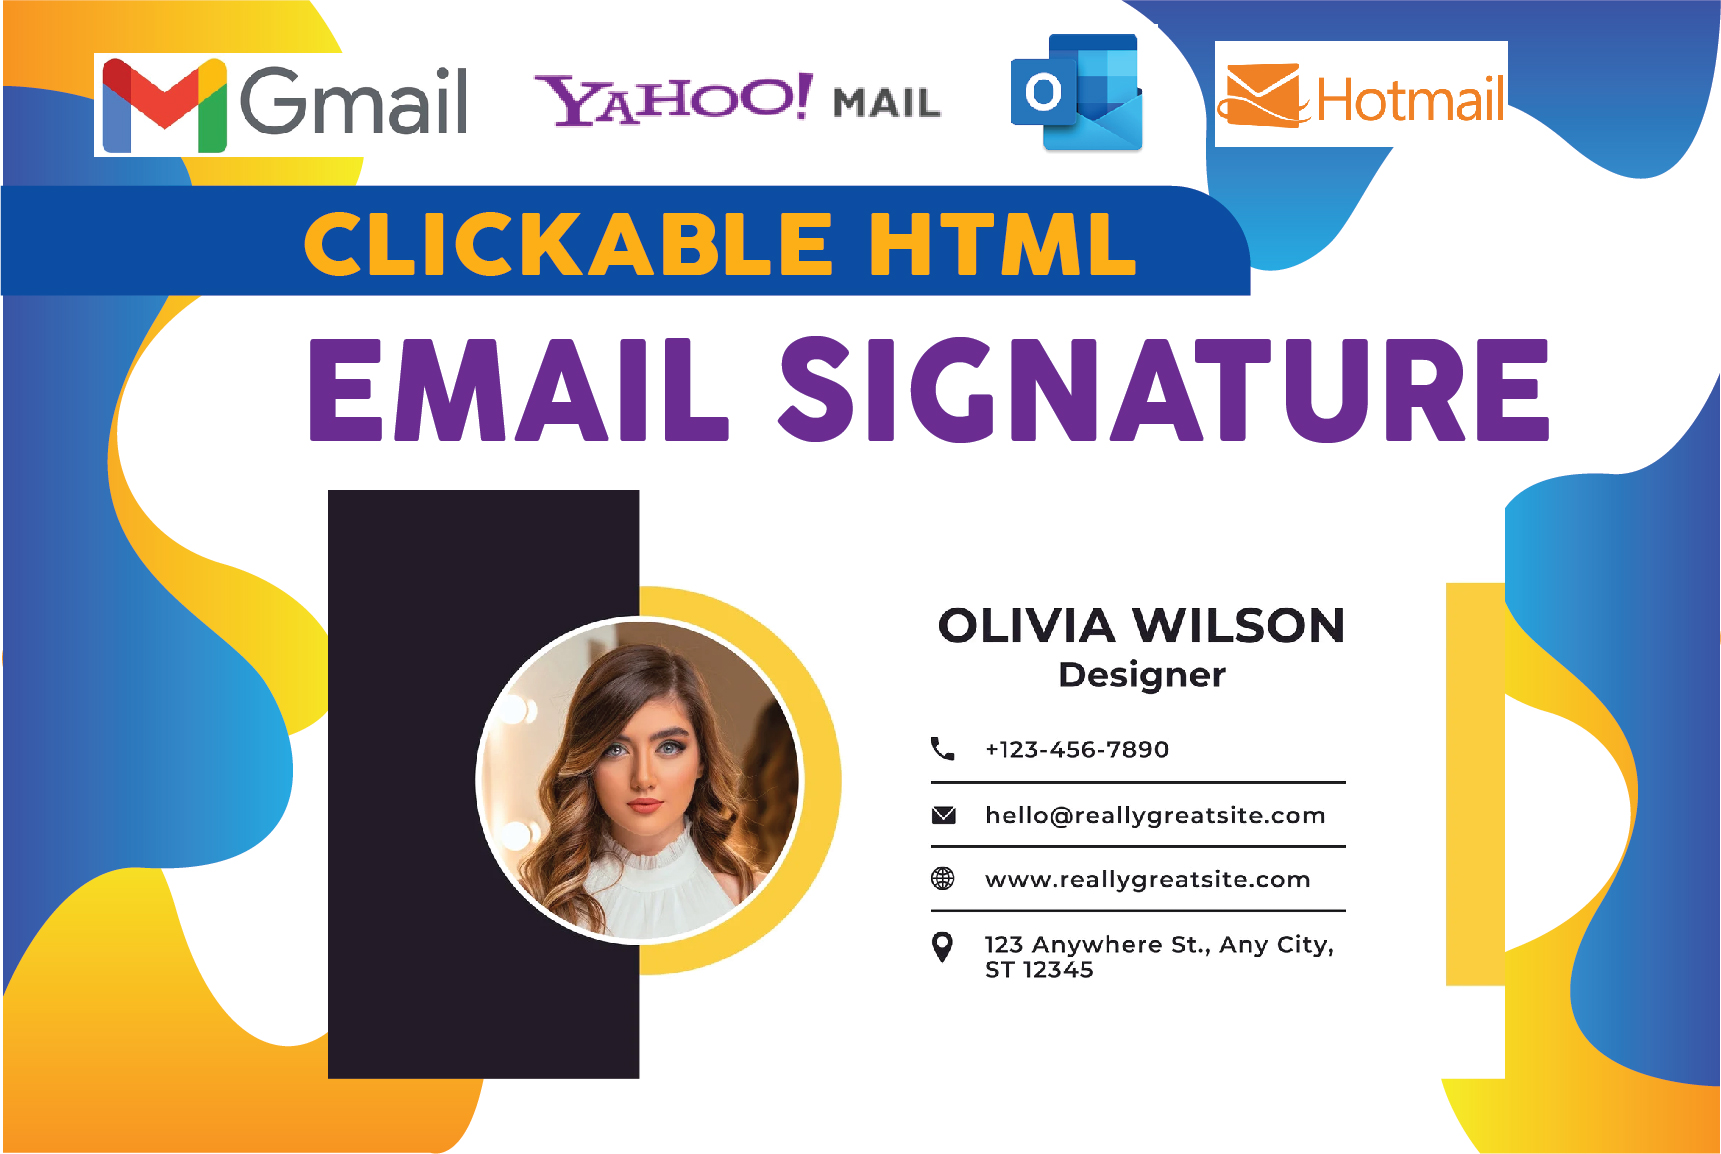 Gmail
YAHOO! MAIL
O
Hotmail
CLICKABLE HTML
EMAIL SIGNATURE
OLIVIA WILSON
Designer
+123-456-7890
hello@reallygreatsite.com
www.reallygreatsite.com
123 Anywhere St., Any City,
ST 12345